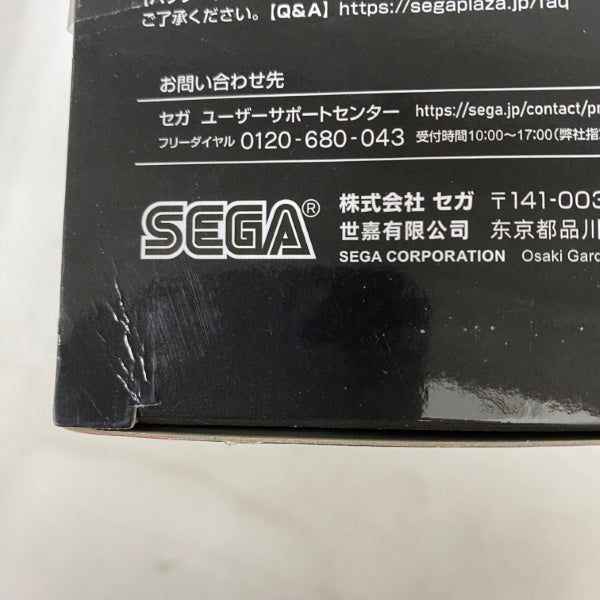 ご了承ください。【Q&A】https://segaplaza.jp/faq
お問い合わせ先
セガ ユーザーサポートセンター https://sega.jp/contact/pr
フリーダイヤル 0120-680-043 受付時間10:00~17:00(弊社指
SEGA®
株式会社 セガ 〒141-003
世嘉有限公司 东京都品川
SEGA CORPORATION Osaki Gard